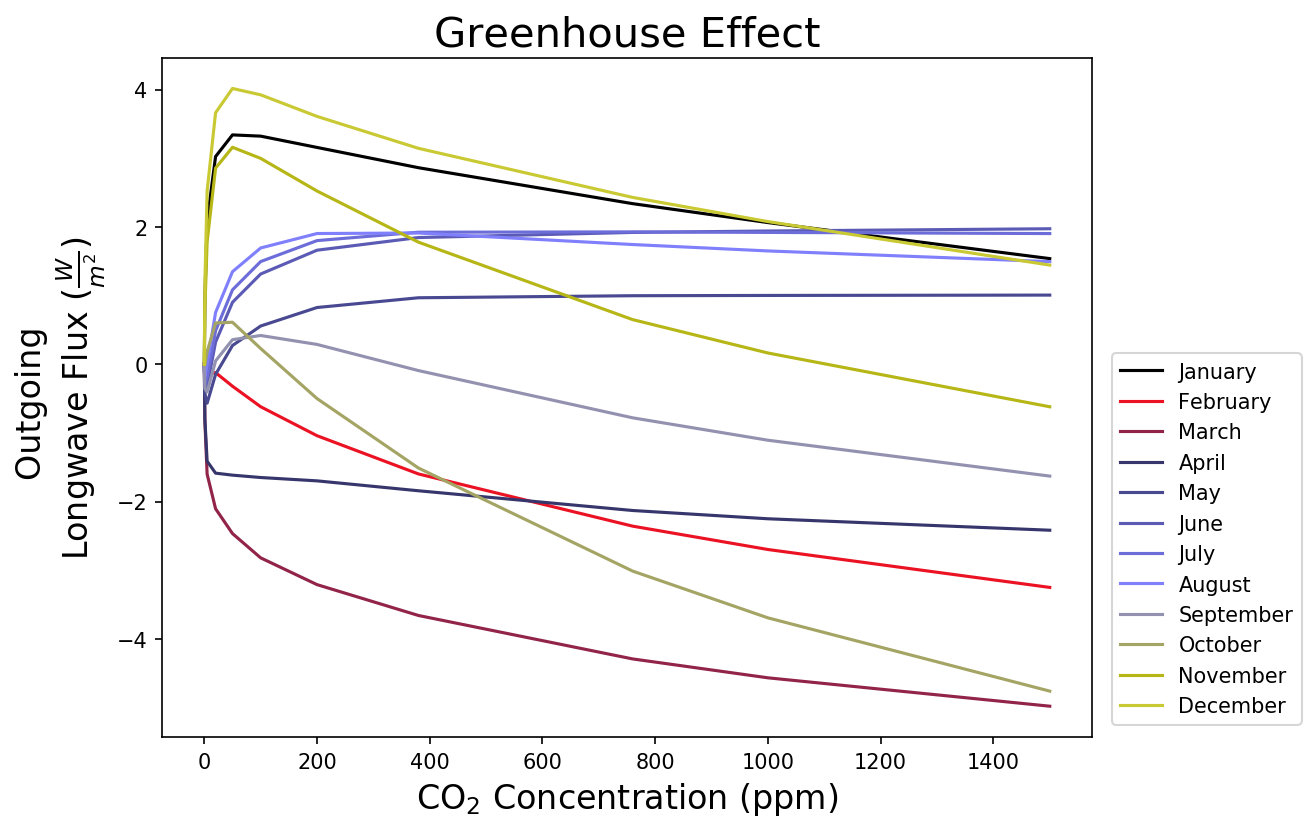 Greenhouse Effect
Outgoing
Longwave Flux (W/m²)
4
2
0
−2
−4
0 200 400 600 800 1000 1200 1400
CO₂ Concentration (ppm)
January
February
March
April
May
June
July
August
September
October
November
December